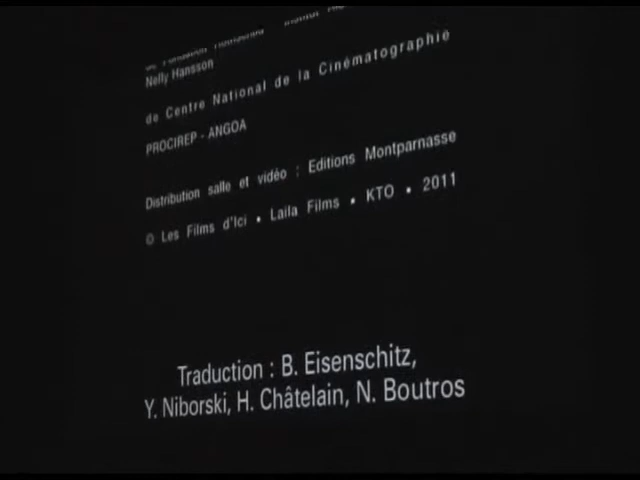 Nelly Hansson
de Centre National de la Cinématographie
PROCIREP - ANGOA
Distribution salle et vidéo : Editions Montparnasse
© Les Films d'Ici • Laila Films • KTO • 2011
Traduction : B. Eisenschitz,
Y. Niborski, H. Châtelain, N. Boutros